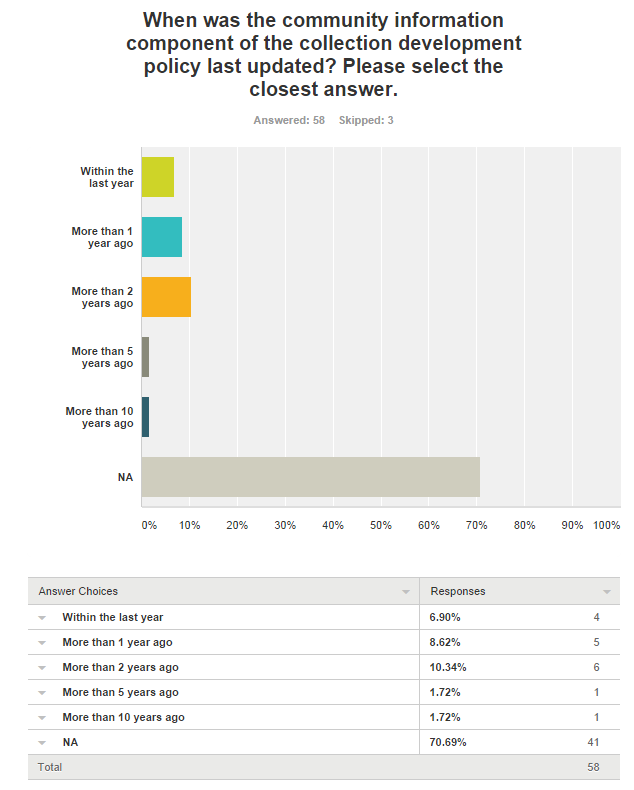 When was the community information
component of the collection development
policy last updated? Please select the
closest answer.
Answered: 58 Skipped: 3
Within the
last year
More than 1
year ago
More than 2
years ago
More than 5
years ago
More than 10
years ago
NA
0% 10% 20% 30% 40% 50% 60% 70% 80% 90% 100%
Answer Choices Responses
Within the last year 6.90% 4
More than 1 year ago 8.62% 5
More than 2 years ago 10.34% 6
More than 5 years ago 1.72% 1
More than 10 years ago 1.72% 1
NA 70.69% 41
Total 58